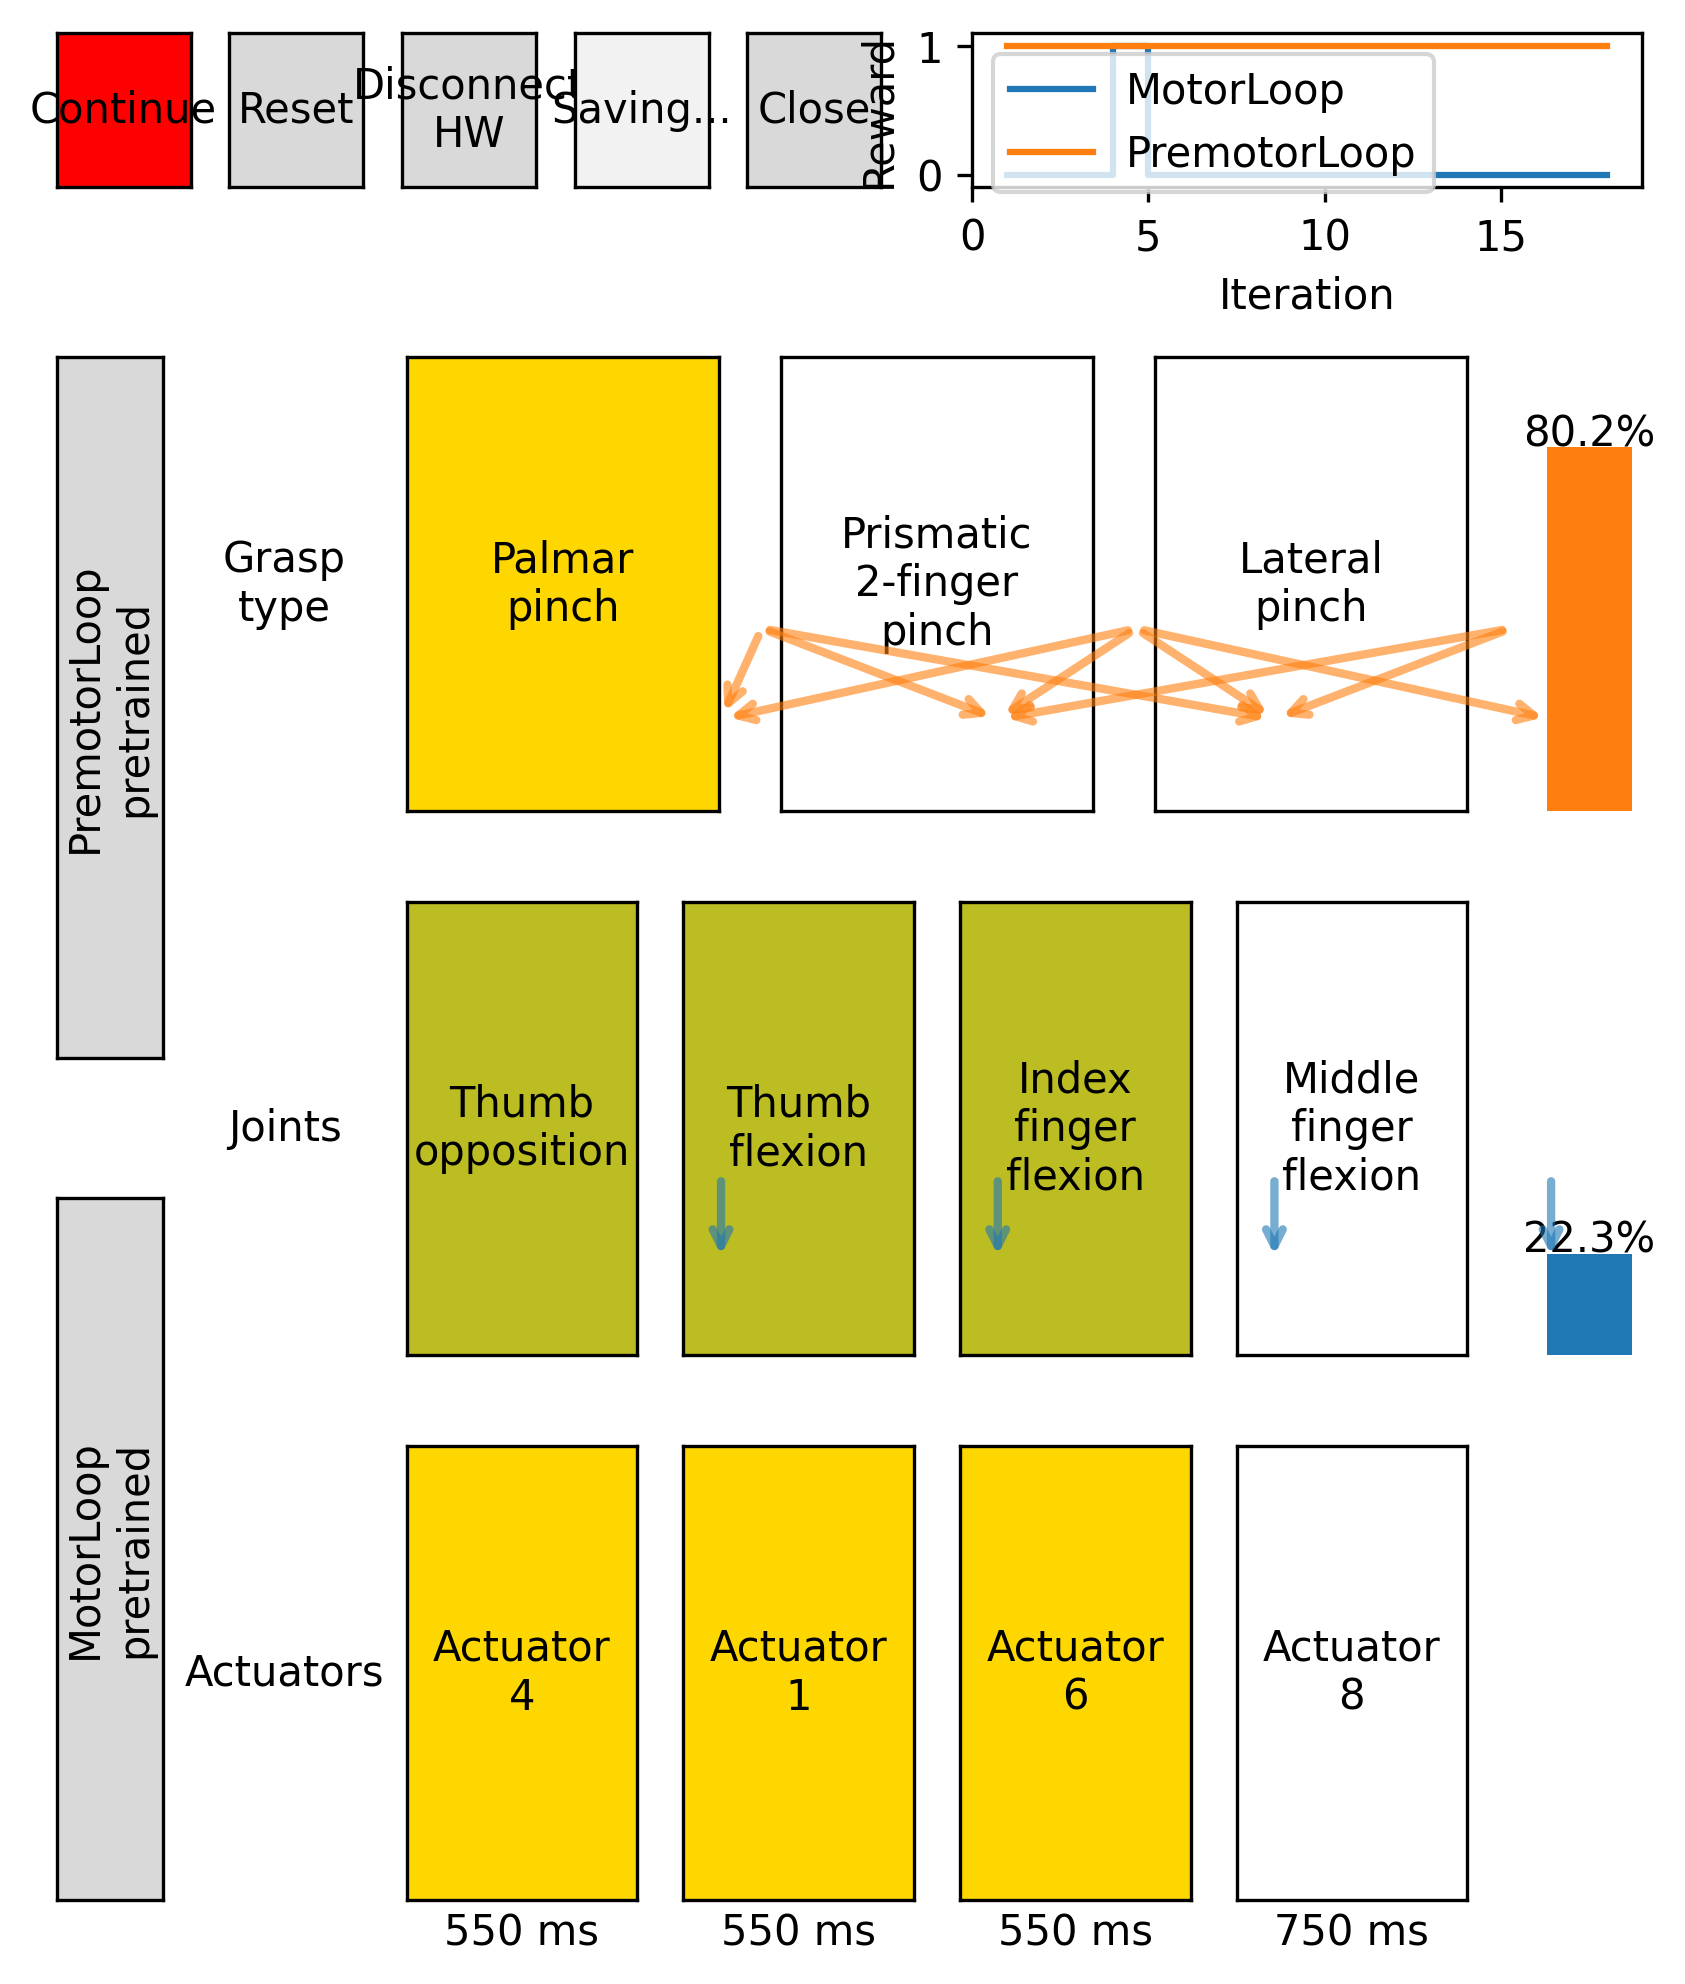 Continue
Reset
Disconnect
HW
Saving...
Close
Reward
1
0
MotorLoop
PremotorLoop
0 5 10 15
Iteration
PremotorLoop
pretrained
Grasp
type
Palmar
pinch
Prismatic
2-finger
pinch
Lateral
pinch
80.2%
Joints
Thumb
opposition
Thumb
flexion
Index
finger
flexion
Middle
finger
flexion
22.3%
MotorLoop
pretrained
Actuators
Actuator
4
Actuator
1
Actuator
6
Actuator
8
550 ms
550 ms
550 ms
750 ms